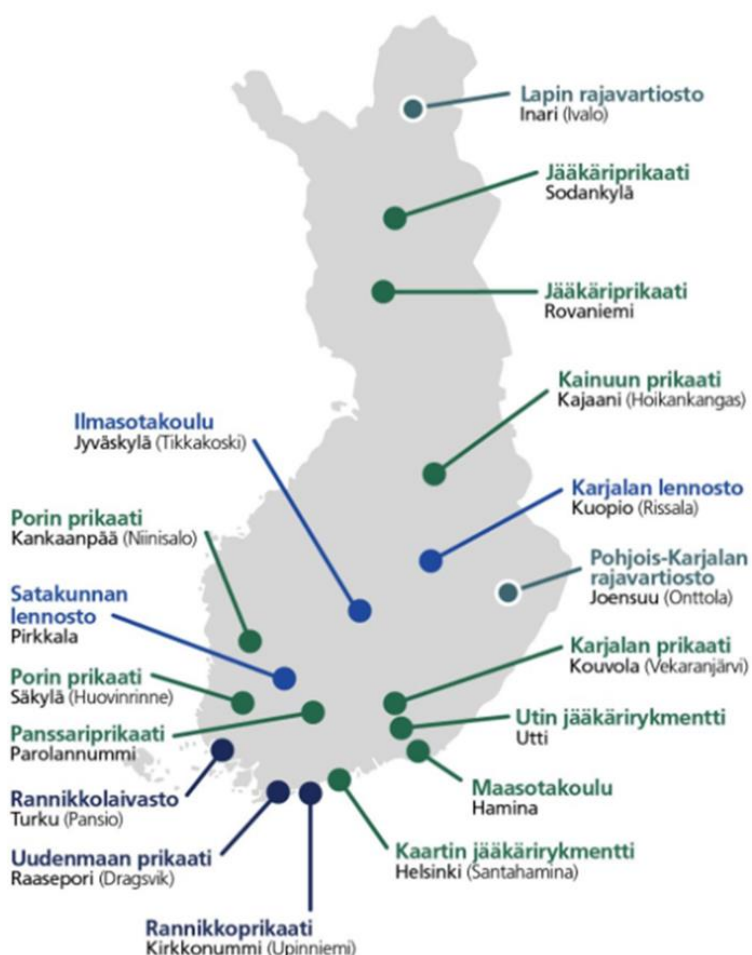 Lapin rajavartiosto
Inari (Ivalo)
Jääkäriprikaati
Sodankylä
Jääkäriprikaati
Rovaniemi
Kainuun prikaati
Kajaani (Hoikankangas)
Ilmasotakoulu
Jyväskylä (Tikkakoski)
Karjalan lennosto
Kuopio (Rissala)
Porin prikaati
Kankaanpää (Niinisalo)
Pohjois-Karjalan
rajavartiosto
Joensuu (Onttola)
Satakunnan
lennosto
Pirkkala
Karjalan prikaati
Kouvola (Vekaranjärvi)
Porin prikaati
Säkylä (Huovinrinne)
Utin jääkärirykmentti
Utti
Panssariprikaati
Parolannummi
Maasotakoulu
Hamina
Rannikkolaivasto
Turku (Pansio)
Kaartin jääkärirykmentti
Helsinki (Santahamina)
Uudenmaan prikaati
Raasepori (Dragsvik)
Rannikkoprikaati
Kirkkonummi (Upinniemi)